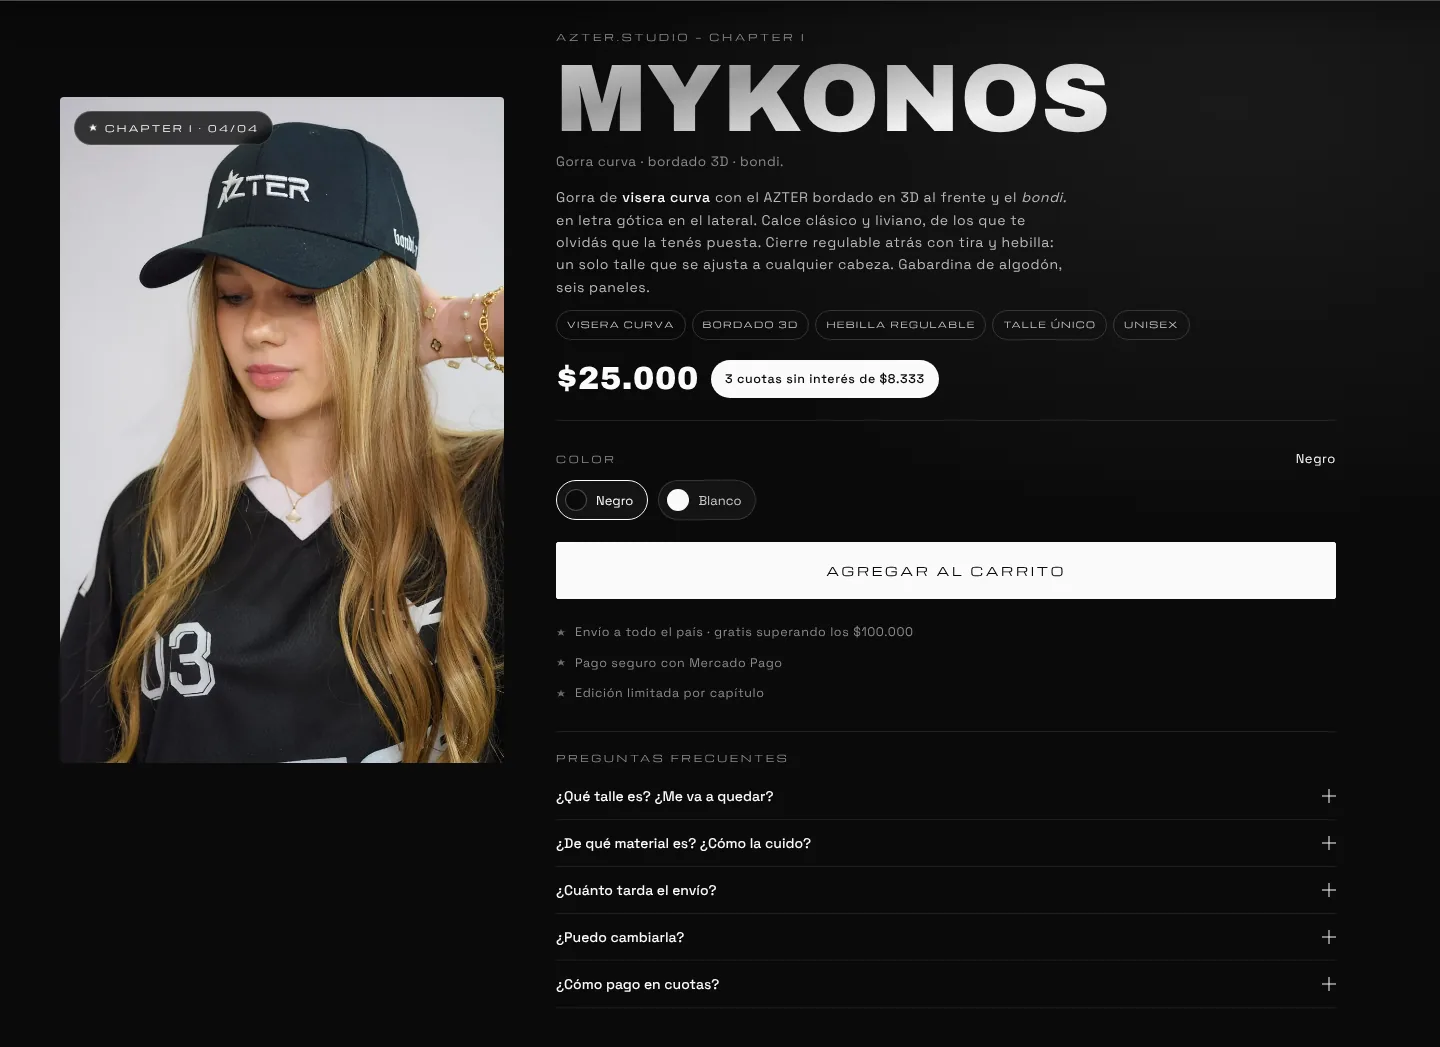 AZTER.STUDIO – CHAPTER I
MYKONOS
★ CHAPTER I · 04/04
AZTER
bondi.
03
Gorra curva · bordado 3D · bondi.
Gorra de visera curva con el AZTER bordado en 3D al frente y el bondi.
en letra gótica en el lateral. Calce clásico y liviano, de los que te
olvidás que la tenés puesta. Cierre regulable atrás con tira y hebilla:
un solo talle que se ajusta a cualquier cabeza. Gabardina de algodón,
seis paneles.
VISERA CURVA BORDADO 3D HEBILLA REGULABLE TALLE ÚNICO UNISEX
$25.000 3 cuotas sin interés de $8.333
COLOR Negro
Negro Blanco
AGREGAR AL CARRITO
★ Envío a todo el país · gratis superando los $100.000
★ Pago seguro con Mercado Pago
★ Edición limitada por capítulo
PREGUNTAS FRECUENTES
¿Qué talle es? ¿Me va a quedar?
¿De qué material es? ¿Cómo la cuido?
¿Cuánto tarda el envío?
¿Puedo cambiarla?
¿Cómo pago en cuotas?